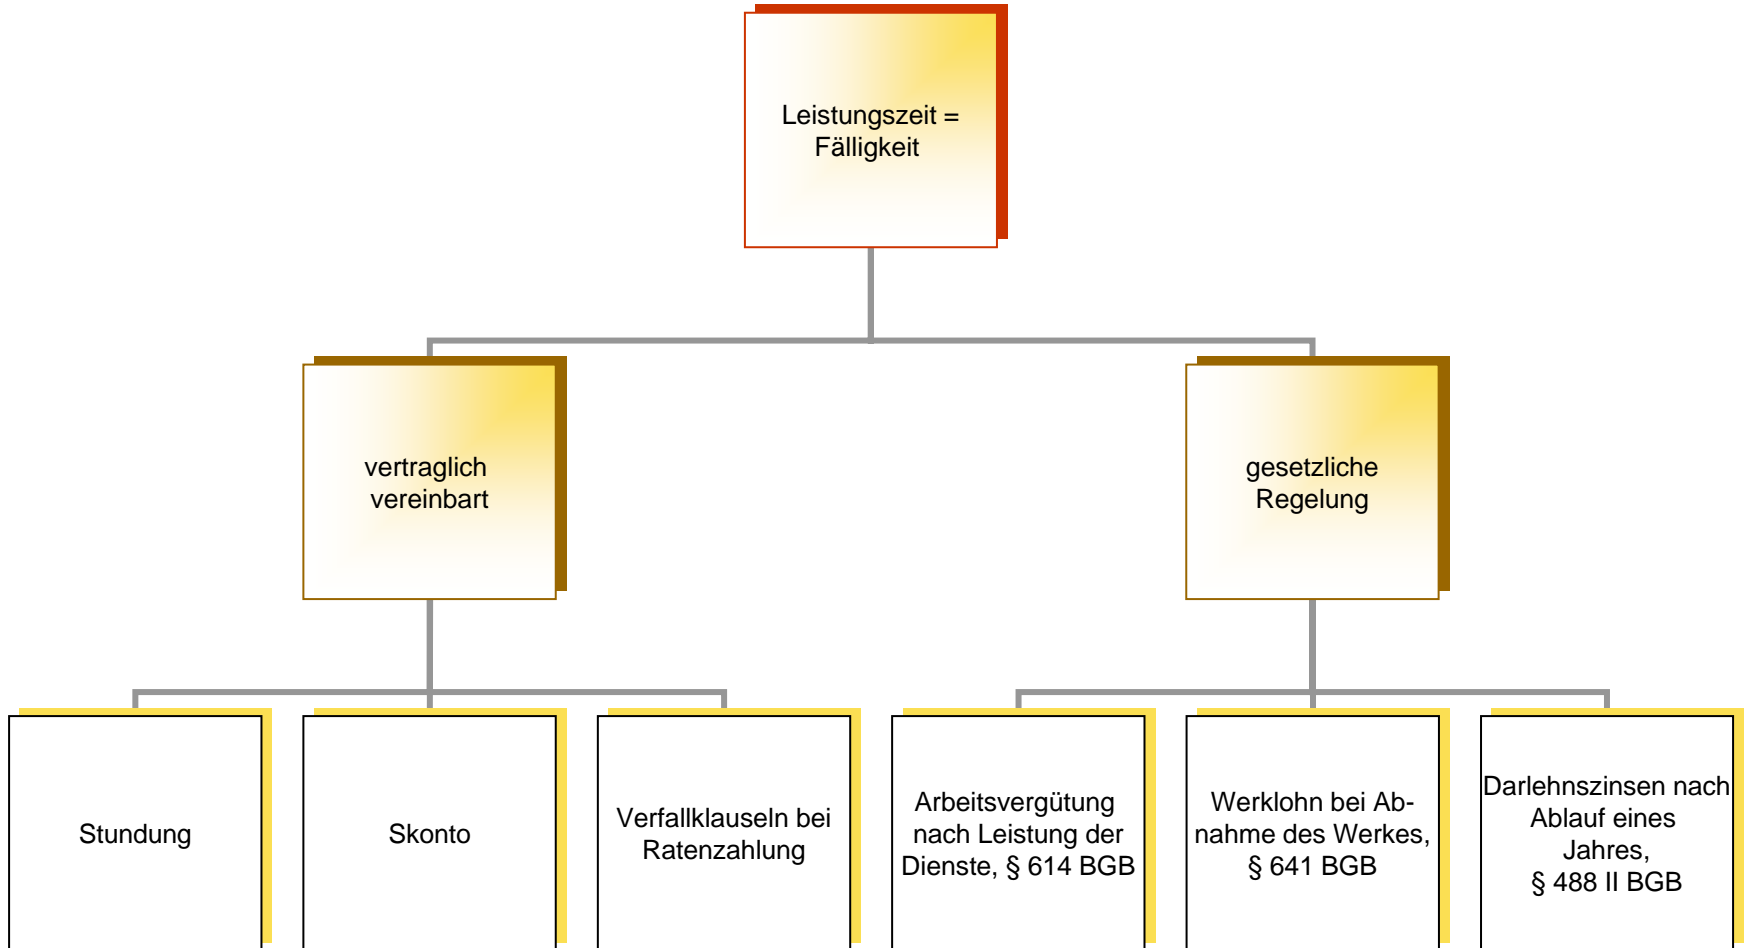 Leistungszeit =
Fälligkeit
vertraglich
vereinbart
gesetzliche
Regelung
Stundung
Skonto
Verfallklauseln bei
Ratenzahlung
Arbeitsvergütung
nach Leistung der
Dienste, § 614 BGB
Werklohn bei Ab-
nahme des Werkes,
§ 641 BGB
Darlehnszinsen nach
Ablauf eines
Jahres,
§ 488 II BGB